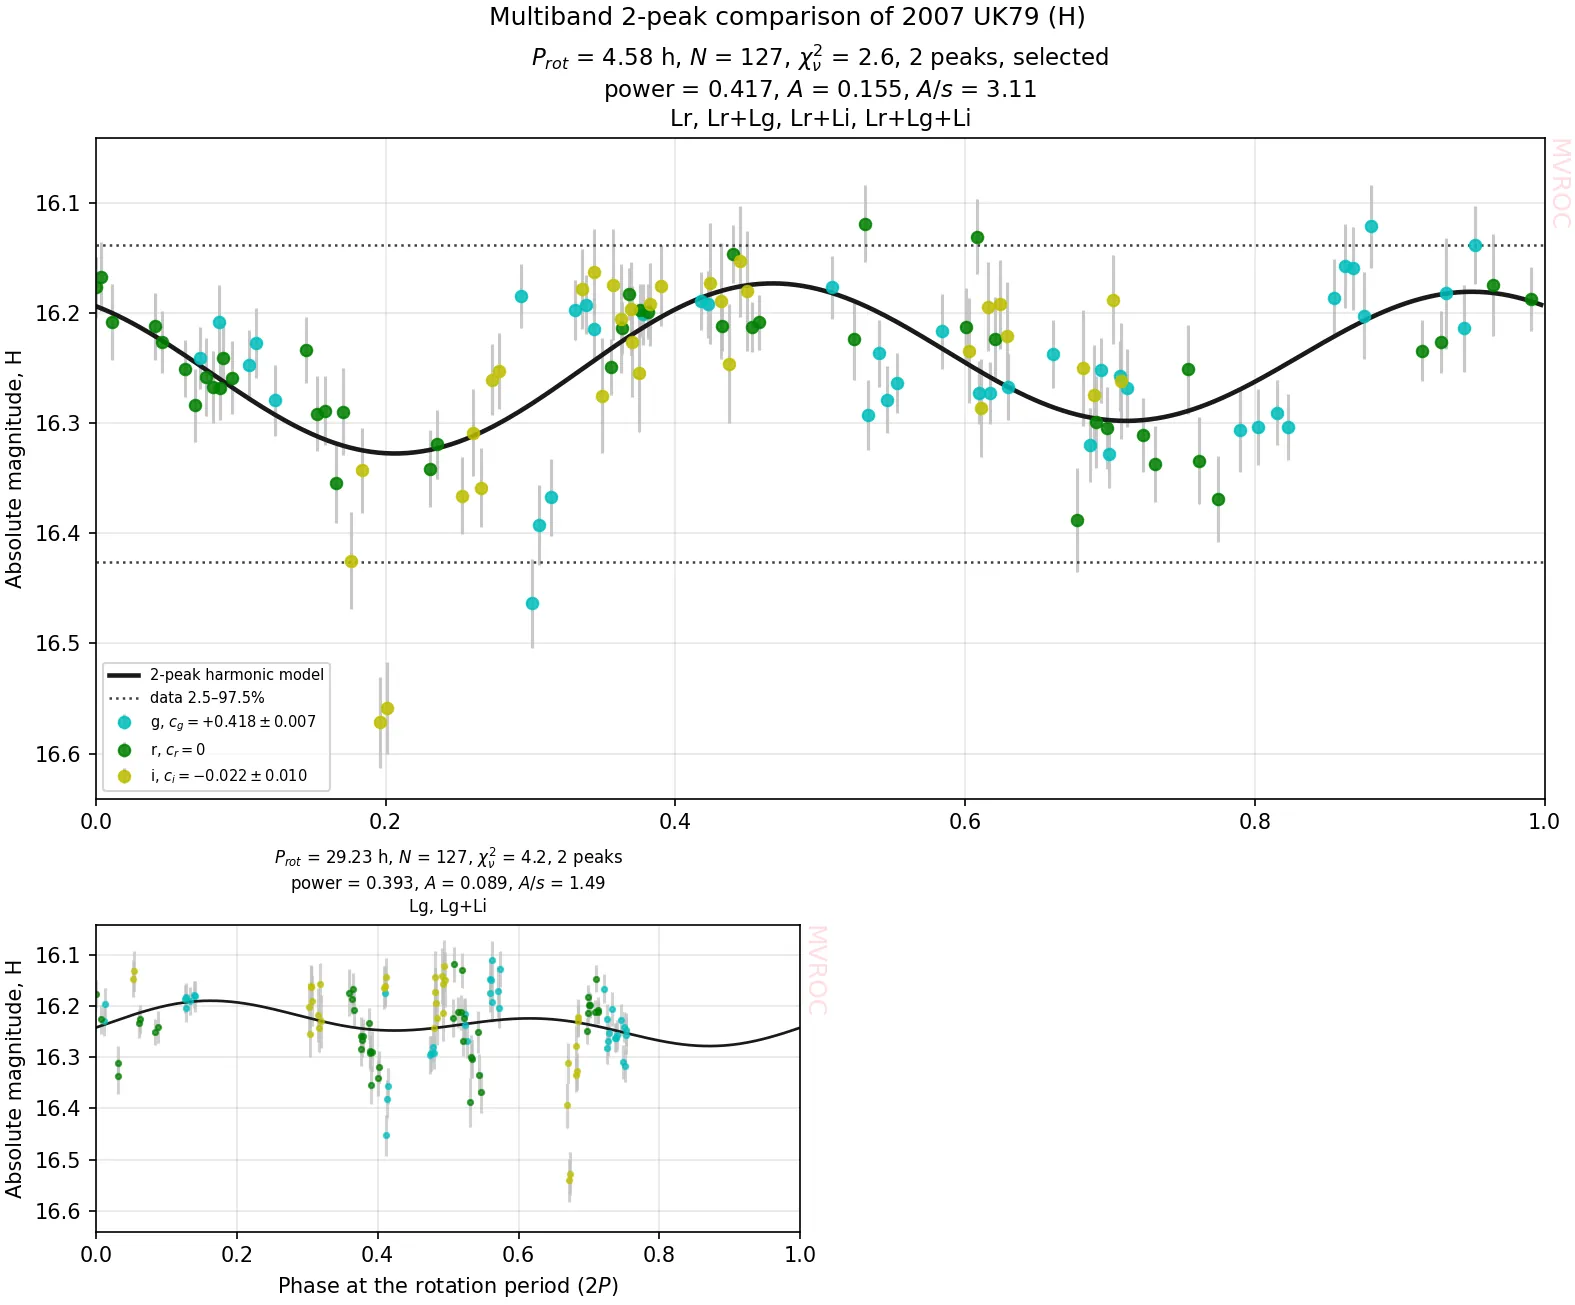 Multiband 2-peak comparison of 2007 UK79 (H)
P_rot = 4.58 h, N = 127, χ²_ν = 2.6, 2 peaks, selected
power = 0.417, A = 0.155, A/s = 3.11
Lr, Lr+Lg, Lr+Li, Lr+Lg+Li
MVROC
Absolute magnitude, H
16.1
16.2
16.3
16.4
16.5
16.6
2-peak harmonic model
data 2.5–97.5%
g, c_g = +0.418 ± 0.007
r, c_r = 0
i, c_i = −0.022 ± 0.010
0.0 0.2 0.4 0.6 0.8 1.0
P_rot = 29.23 h, N = 127, χ²_ν = 4.2, 2 peaks
power = 0.393, A = 0.089, A/s = 1.49
Lg, Lg+Li
MVROC
Absolute magnitude, H
16.1
16.2
16.3
16.4
16.5
16.6
0.0 0.2 0.4 0.6 0.8 1.0
Phase at the rotation period (2P)